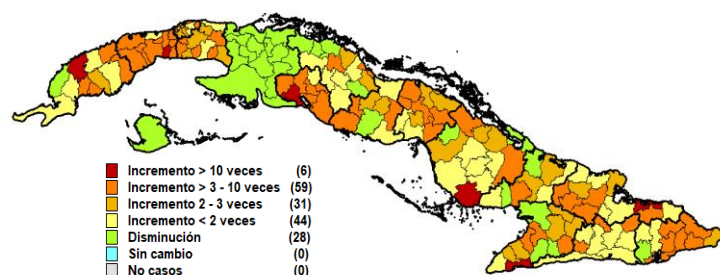 Incremento > 10 veces (6)
Incremento > 3 - 10 veces (59)
Incremento 2 - 3 veces (31)
Incremento < 2 veces (44)
Disminución (28)
Sin cambio (0)
No casos (0)